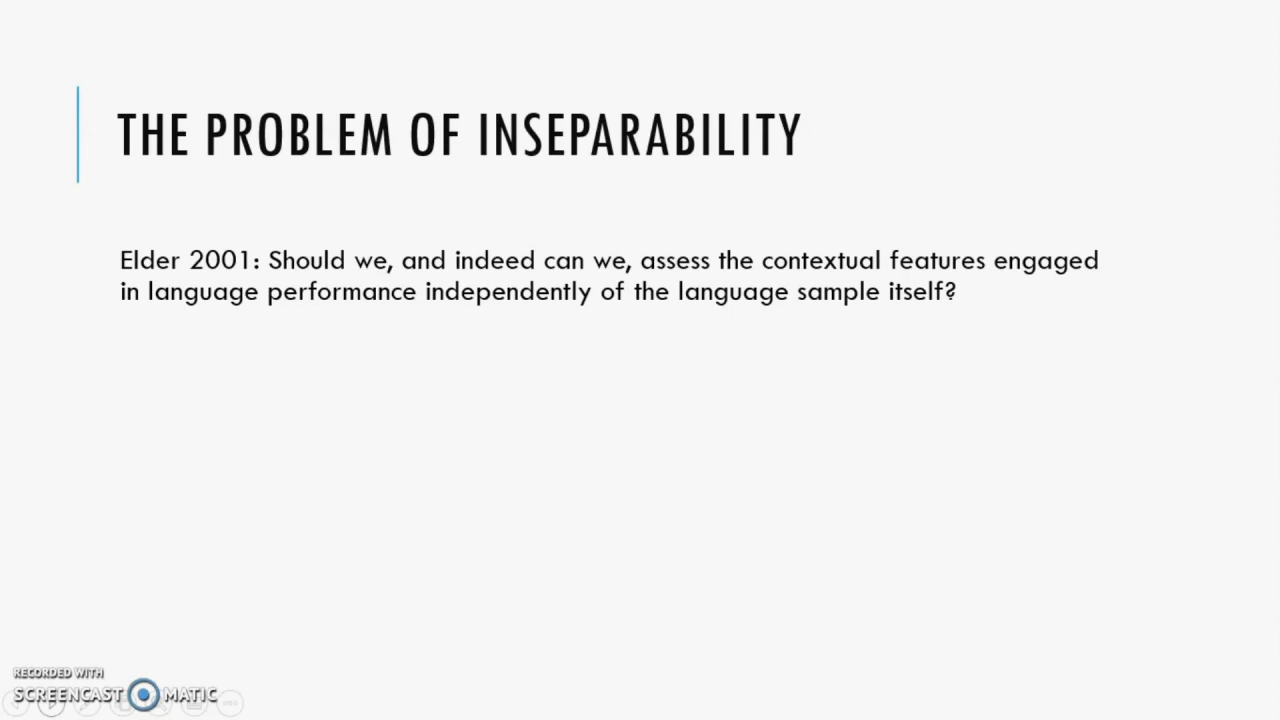 THE PROBLEM OF INSEPARABILITY
Elder 2001: Should we, and indeed can we, assess the contextual features engaged
in language performance independently of the language sample itself?
RECORDED WITH
SCREENCAST MATIC